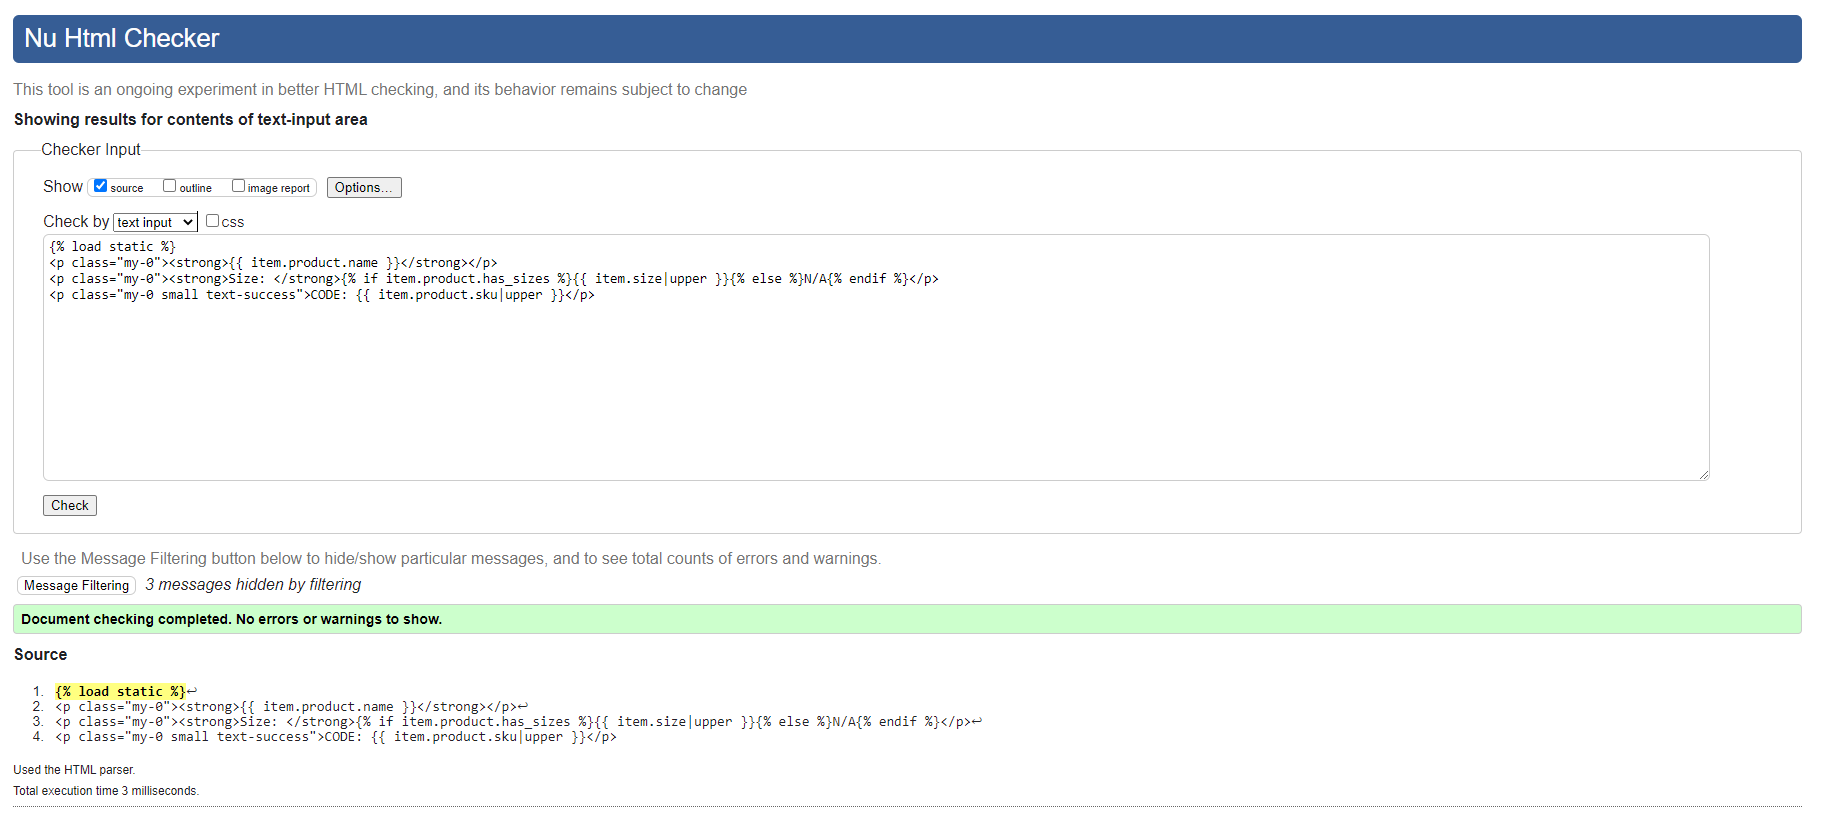 Nu Html Checker
This tool is an ongoing experiment in better HTML checking, and its behavior remains subject to change
Showing results for contents of text-input area
Checker Input
Show source outline image report Options...
Check by text input css
{% load static %}
<p class="my-0"><strong>{{ item.product.name }}</strong></p>
<p class="my-0"><strong>Size: </strong>{% if item.product.has_sizes %}{{ item.size|upper }}{% else %}N/A{% endif %}</p>
<p class="my-0 small text-success">CODE: {{ item.product.sku|upper }}</p>
Check
Use the Message Filtering button below to hide/show particular messages, and to see total counts of errors and warnings.
Message Filtering 3 messages hidden by filtering
Document checking completed. No errors or warnings to show.
Source
1. {% load static %}↩
2. <p class="my-0"><strong>{{ item.product.name }}</strong></p>↩
3. <p class="my-0"><strong>Size: </strong>{% if item.product.has_sizes %}{{ item.size|upper }}{% else %}N/A{% endif %}</p>↩
4. <p class="my-0 small text-success">CODE: {{ item.product.sku|upper }}</p>
Used the HTML parser.
Total execution time 3 milliseconds.